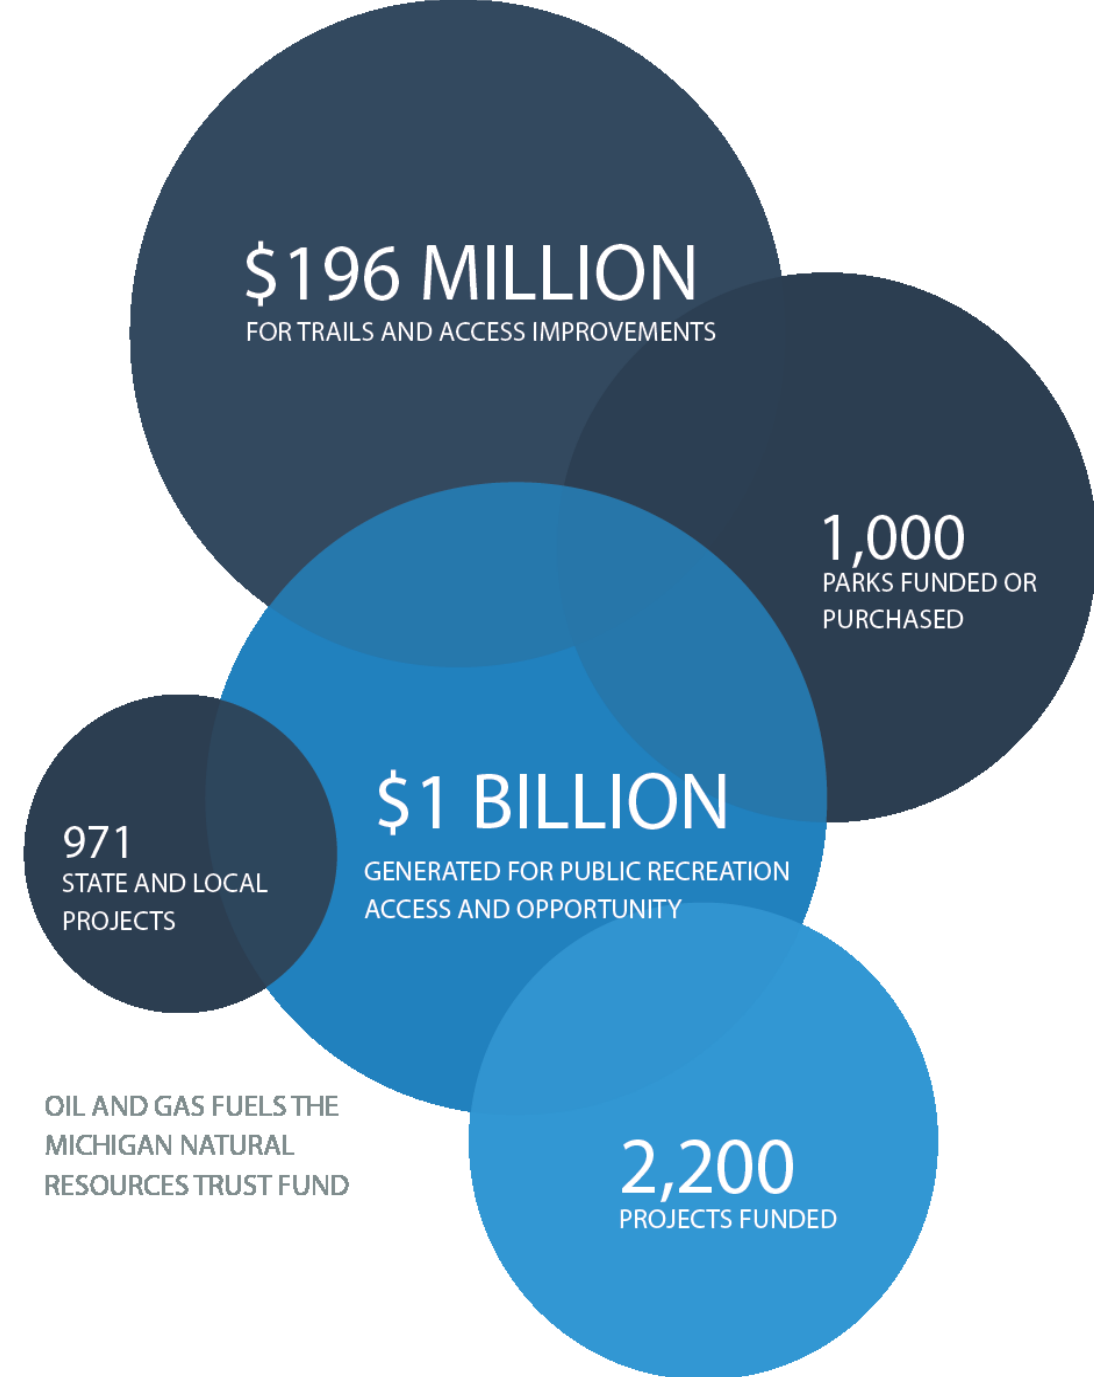 $196 MILLION
FOR TRAILS AND ACCESS IMPROVEMENTS
1,000
PARKS FUNDED OR
PURCHASED
$1 BILLION
GENERATED FOR PUBLIC RECREATION
ACCESS AND OPPORTUNITY
971
STATE AND LOCAL
PROJECTS
2,200
PROJECTS FUNDED
OIL AND GAS FUELS THE
MICHIGAN NATURAL
RESOURCES TRUST FUND